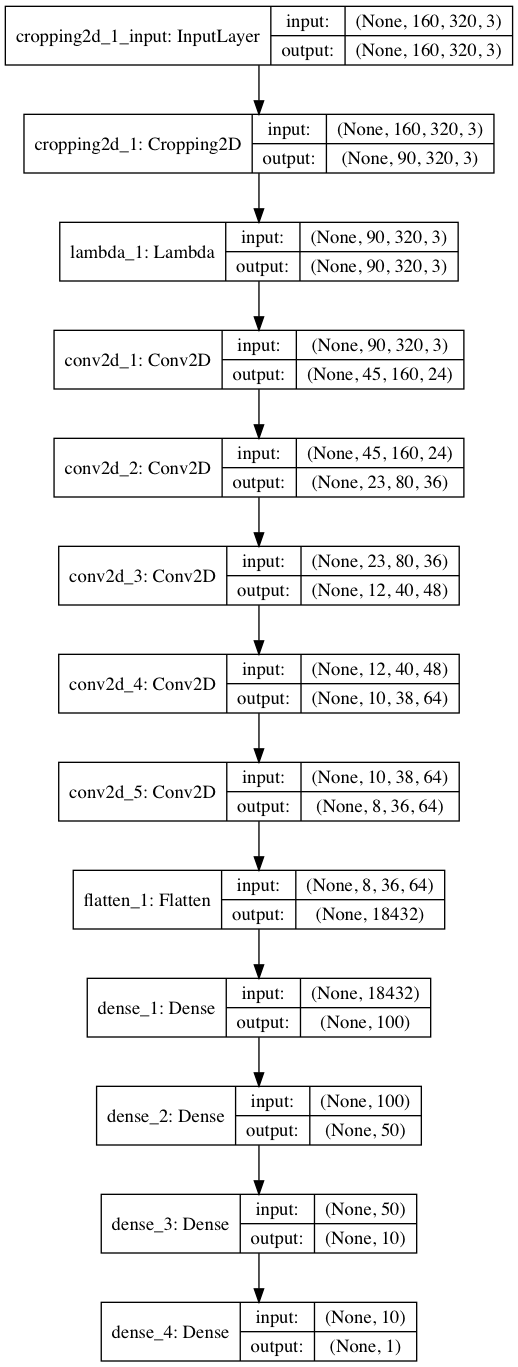 cropping2d_1_input: InputLayer
input: (None, 160, 320, 3)
output: (None, 160, 320, 3)
cropping2d_1: Cropping2D
input: (None, 160, 320, 3)
output: (None, 90, 320, 3)
lambda_1: Lambda
input: (None, 90, 320, 3)
output: (None, 90, 320, 3)
conv2d_1: Conv2D
input: (None, 90, 320, 3)
output: (None, 45, 160, 24)
conv2d_2: Conv2D
input: (None, 45, 160, 24)
output: (None, 23, 80, 36)
conv2d_3: Conv2D
input: (None, 23, 80, 36)
output: (None, 12, 40, 48)
conv2d_4: Conv2D
input: (None, 12, 40, 48)
output: (None, 10, 38, 64)
conv2d_5: Conv2D
input: (None, 10, 38, 64)
output: (None, 8, 36, 64)
flatten_1: Flatten
input: (None, 8, 36, 64)
output: (None, 18432)
dense_1: Dense
input: (None, 18432)
output: (None, 100)
dense_2: Dense
input: (None, 100)
output: (None, 50)
dense_3: Dense
input: (None, 50)
output: (None, 10)
dense_4: Dense
input: (None, 10)
output: (None, 1)